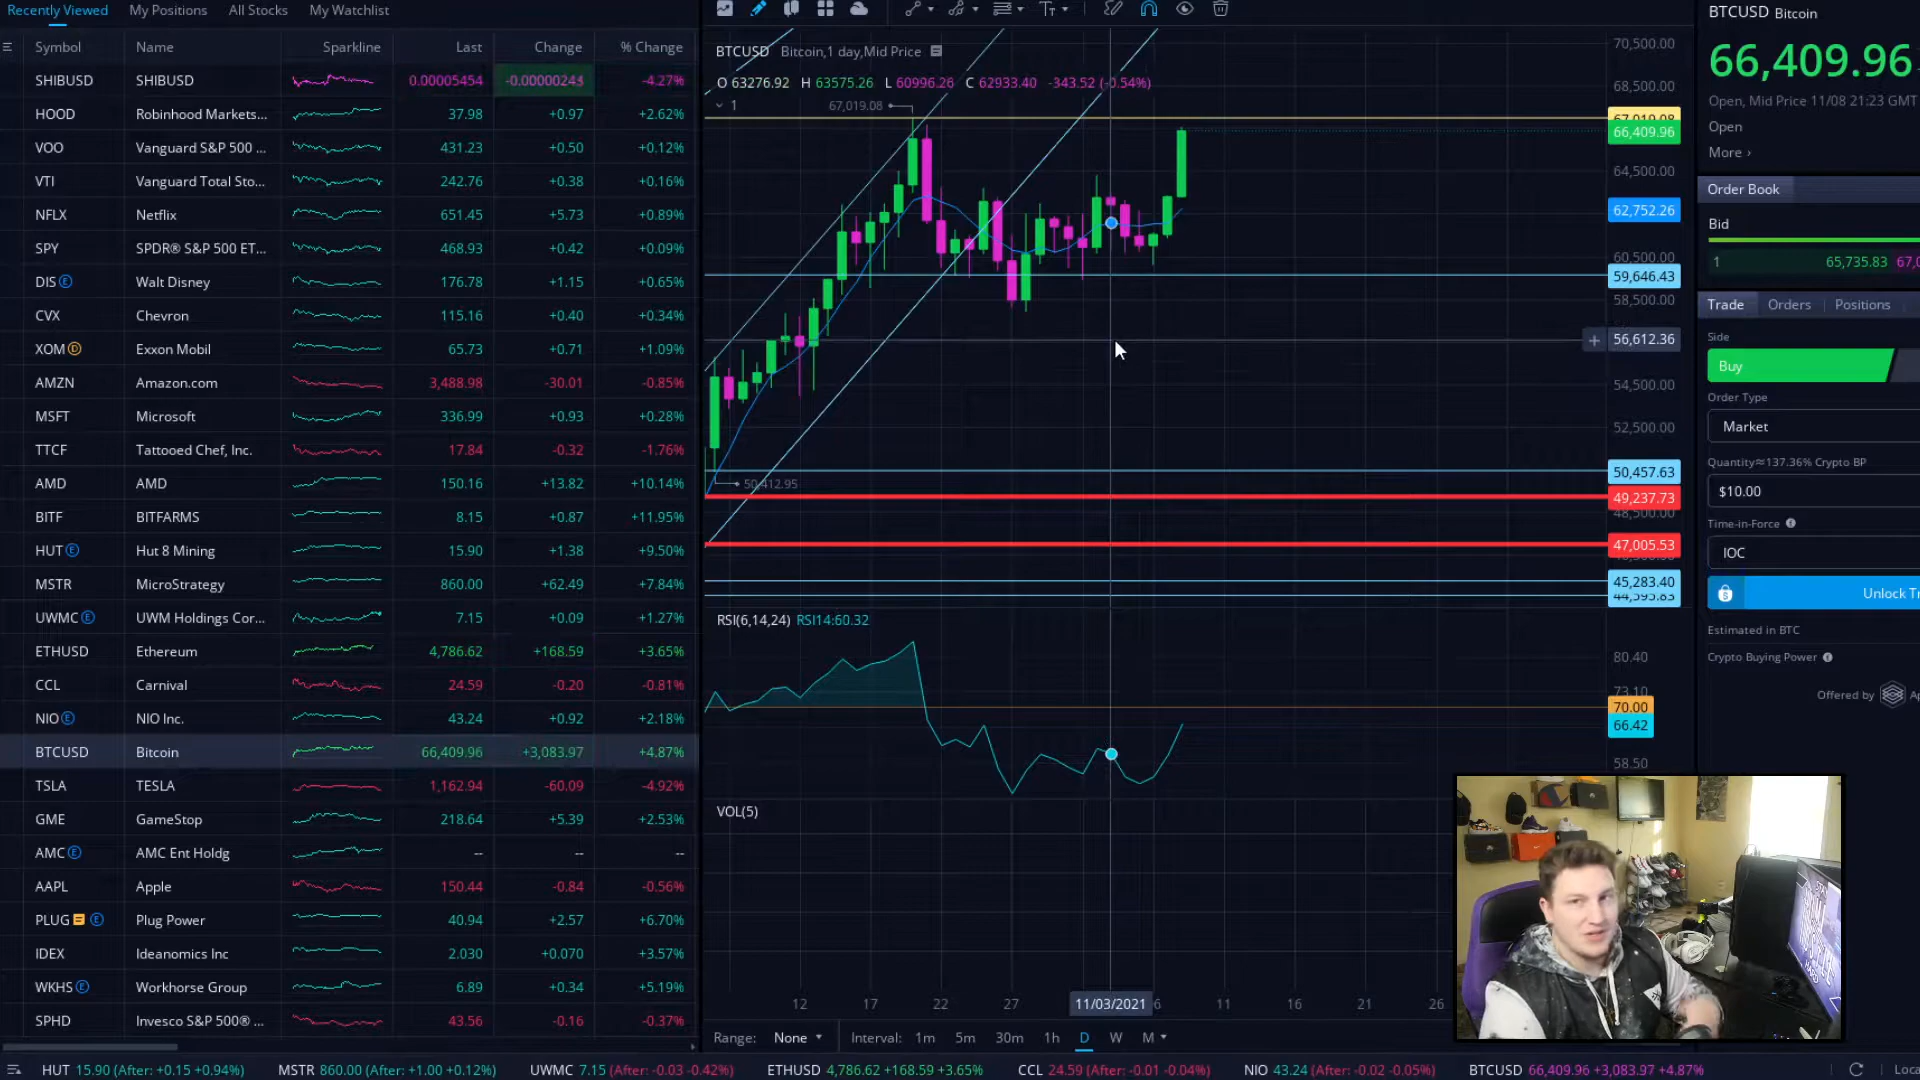 Recently Viewed My Positions All Stocks My Watchlist
Symbol Name Sparkline Last Change % Change
SHIBUSD SHIBUSD 0.00005454 -0.00000243 -4.27%
HOOD Robinhood Markets... 37.98 +0.97 +2.62%
VOO Vanguard S&P 500 ... 431.23 +0.50 +0.12%
VTI Vanguard Total Sto... 242.76 +0.38 +0.16%
NFLX Netflix 651.45 +5.73 +0.89%
SPY SPDR® S&P 500 ET... 468.93 +0.42 +0.09%
DIS E Walt Disney 176.78 +1.15 +0.65%
CVX Chevron 115.16 +0.40 +0.34%
XOM D Exxon Mobil 65.73 +0.71 +1.09%
AMZN Amazon.com 3,488.98 -30.01 -0.85%
MSFT Microsoft 336.99 +0.93 +0.28%
TTCF Tattooed Chef, Inc. 17.84 -0.32 -1.76%
AMD AMD 150.16 +13.82 +10.14%
BITF BITFARMS 8.15 +0.87 +11.95%
HUT E Hut 8 Mining 15.90 +1.38 +9.50%
MSTR MicroStrategy 860.00 +62.49 +7.84%
UWMC E UWM Holdings Cor... 7.15 +0.09 +1.27%
ETHUSD Ethereum 4,786.62 +168.59 +3.65%
CCL Carnival 24.59 -0.20 -0.81%
NIO E NIO Inc. 43.24 +0.92 +2.18%
BTCUSD Bitcoin 66,409.96 +3,083.97 +4.87%
TSLA TESLA 1,162.94 -60.09 -4.92%
GME GameStop 218.64 +5.39 +2.53%
AMC E AMC Ent Holdg -- -- --
AAPL Apple 150.44 -0.84 -0.56%
PLUG E Plug Power 40.94 +2.57 +6.70%
IDEX Ideanomics Inc 2.030 +0.070 +3.57%
WKHS E Workhorse Group 6.89 +0.34 +5.19%
SPHD Invesco S&P 500® ... 43.56 -0.16 -0.37%
BTCUSD Bitcoin,1 day,Mid Price
O 63276.92 H 63575.26 L 60996.26 C 62933.40 -343.52 (-0.54%)
1
67,019.08
50,412.95
70,500.00
68,500.00
67,019.08
66,409.96
64,500.00
62,752.26
60,500.00
59,646.43
58,500.00
56,612.36
54,500.00
52,500.00
50,457.63
49,237.73
48,500.00
47,005.53
45,283.40
44,595.83
RSI(6,14,24) RSI14:60.32
80.40
73.10
70.00
66.42
58.50
VOL(5)
12 17 22 27 11/03/2021 6 11 16 21 26
Range: None Interval: 1m 5m 30m 1h D W M
BTCUSD Bitcoin
66,409.96
Open, Mid Price 11/08 21:23 GMT
Open
More ›
Order Book
Bid
1 65,735.83 67,0
Trade Orders Positions
Side
Buy
Order Type
Market
Quantity≈137.36% Crypto BP
$10.00
Time-in-Force
IOC
Unlock Tr
Estimated in BTC
Crypto Buying Power
Offered by Ap
HUT 15.90 (After: +0.15 +0.94%) MSTR 860.00 (After: +1.00 +0.12%) UWMC 7.15 (After: -0.03 -0.42%) ETHUSD 4,786.62 +168.59 +3.65% CCL 24.59 (After: -0.01 -0.04%) NIO 43.24 (After: -0.02 -0.05%) BTCUSD 66,409.96 +3,083.97 +4.87% Loca